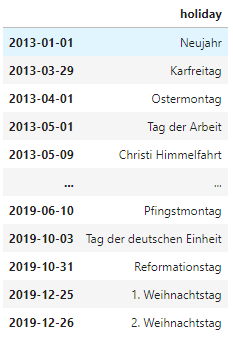 holiday
2013-01-01 Neujahr
2013-03-29 Karfreitag
2013-04-01 Ostermontag
2013-05-01 Tag der Arbeit
2013-05-09 Christi Himmelfahrt
... ...
2019-06-10 Pfingstmontag
2019-10-03 Tag der deutschen Einheit
2019-10-31 Reformationstag
2019-12-25 1. Weihnachtstag
2019-12-26 2. Weihnachtstag